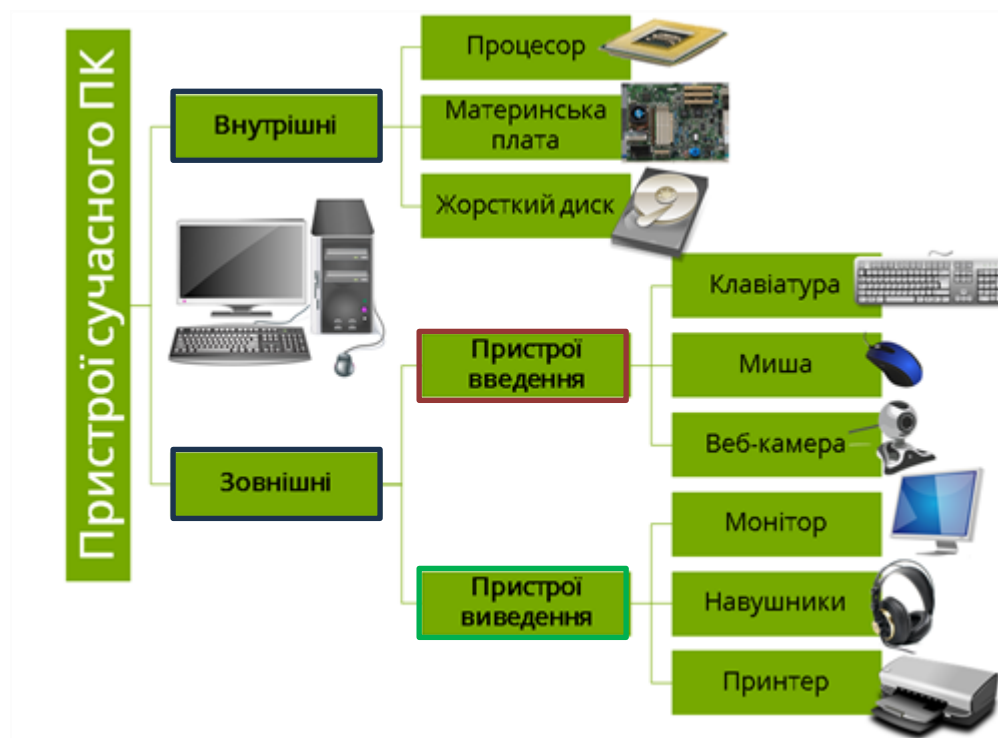 Пристрої сучасного ПК
Внутрішні
Процесор
Материнська
плата
Жорсткий диск
Зовнішні
Пристрої
введення
Клавіатура
Миша
Веб-камера
Пристрої
виведення
Монітор
Навушники
Принтер